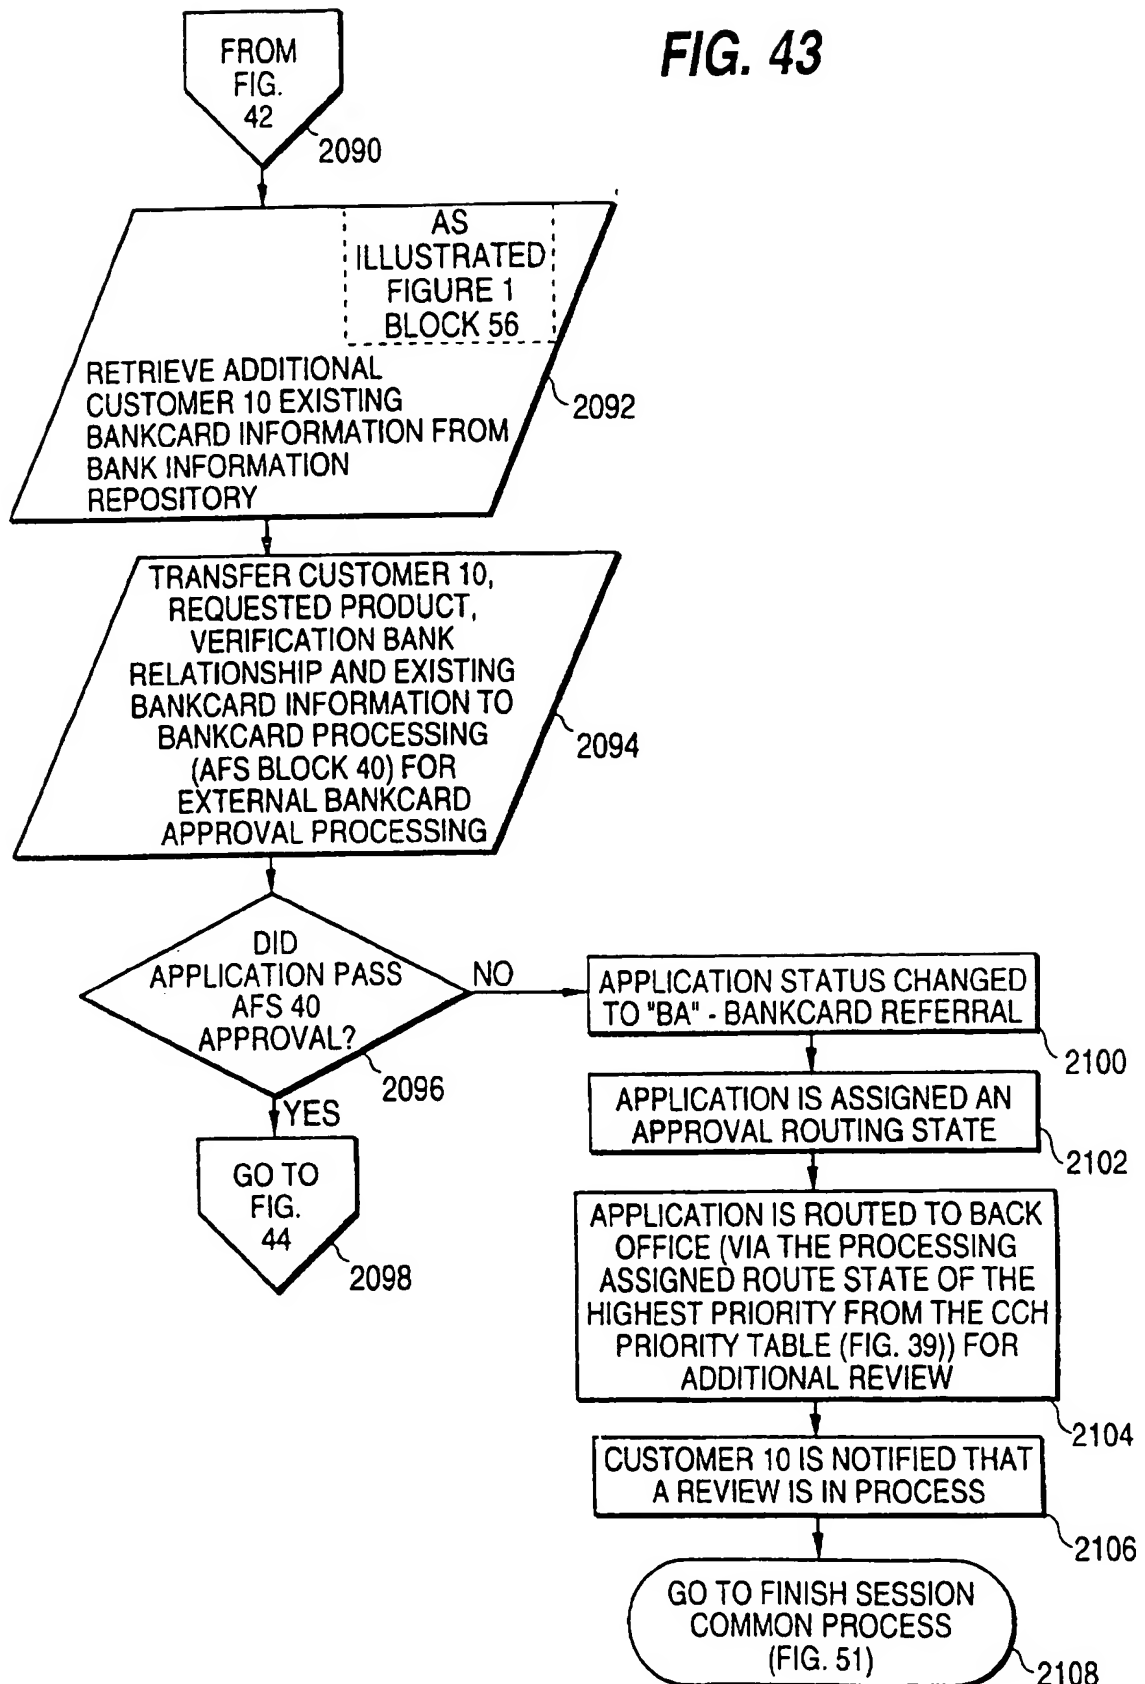 FIG. 43
FROM
FIG.
42
2090
AS
ILLUSTRATED
FIGURE 1
BLOCK 56
RETRIEVE ADDITIONAL
CUSTOMER 10 EXISTING
BANKCARD INFORMATION FROM
BANK INFORMATION
REPOSITORY
2092
TRANSFER CUSTOMER 10,
REQUESTED PRODUCT,
VERIFICATION BANK
RELATIONSHIP AND EXISTING
BANKCARD INFORMATION TO
BANKCARD PROCESSING
(AFS BLOCK 40) FOR
EXTERNAL BANKCARD
APPROVAL PROCESSING
2094
DID
APPLICATION PASS
AFS 40
APPROVAL?
2096
YES
GO TO
FIG.
44
2098
NO
APPLICATION STATUS CHANGED
TO "BA" - BANKCARD REFERRAL
2100
APPLICATION IS ASSIGNED AN
APPROVAL ROUTING STATE
2102
APPLICATION IS ROUTED TO BACK
OFFICE (VIA THE PROCESSING
ASSIGNED ROUTE STATE OF THE
HIGHEST PRIORITY FROM THE CCH
PRIORITY TABLE (FIG. 39)) FOR
ADDITIONAL REVIEW
2104
CUSTOMER 10 IS NOTIFIED THAT
A REVIEW IS IN PROCESS
2106
GO TO FINISH SESSION
COMMON PROCESS
(FIG. 51)
2108